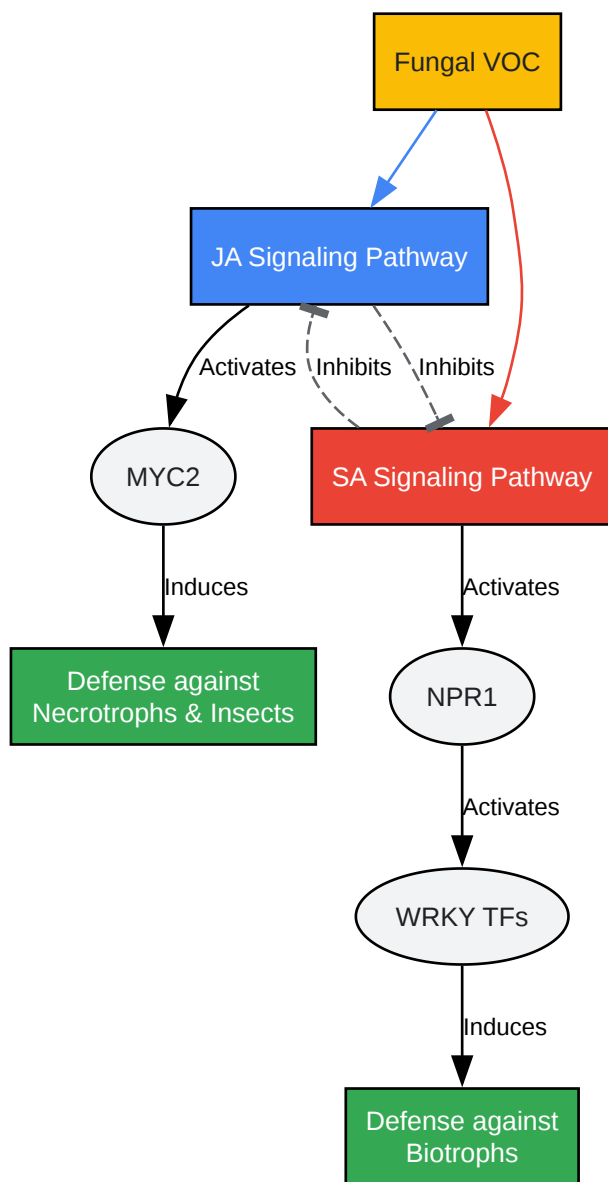 Fungal VOC
JA Signaling Pathway
Activates
Inhibits
Inhibits
MYC2
SA Signaling Pathway
Induces
Activates
Defense against
Necrotrophs & Insects
NPR1
Activates
WRKY TFs
Induces
Defense against
Biotrophs